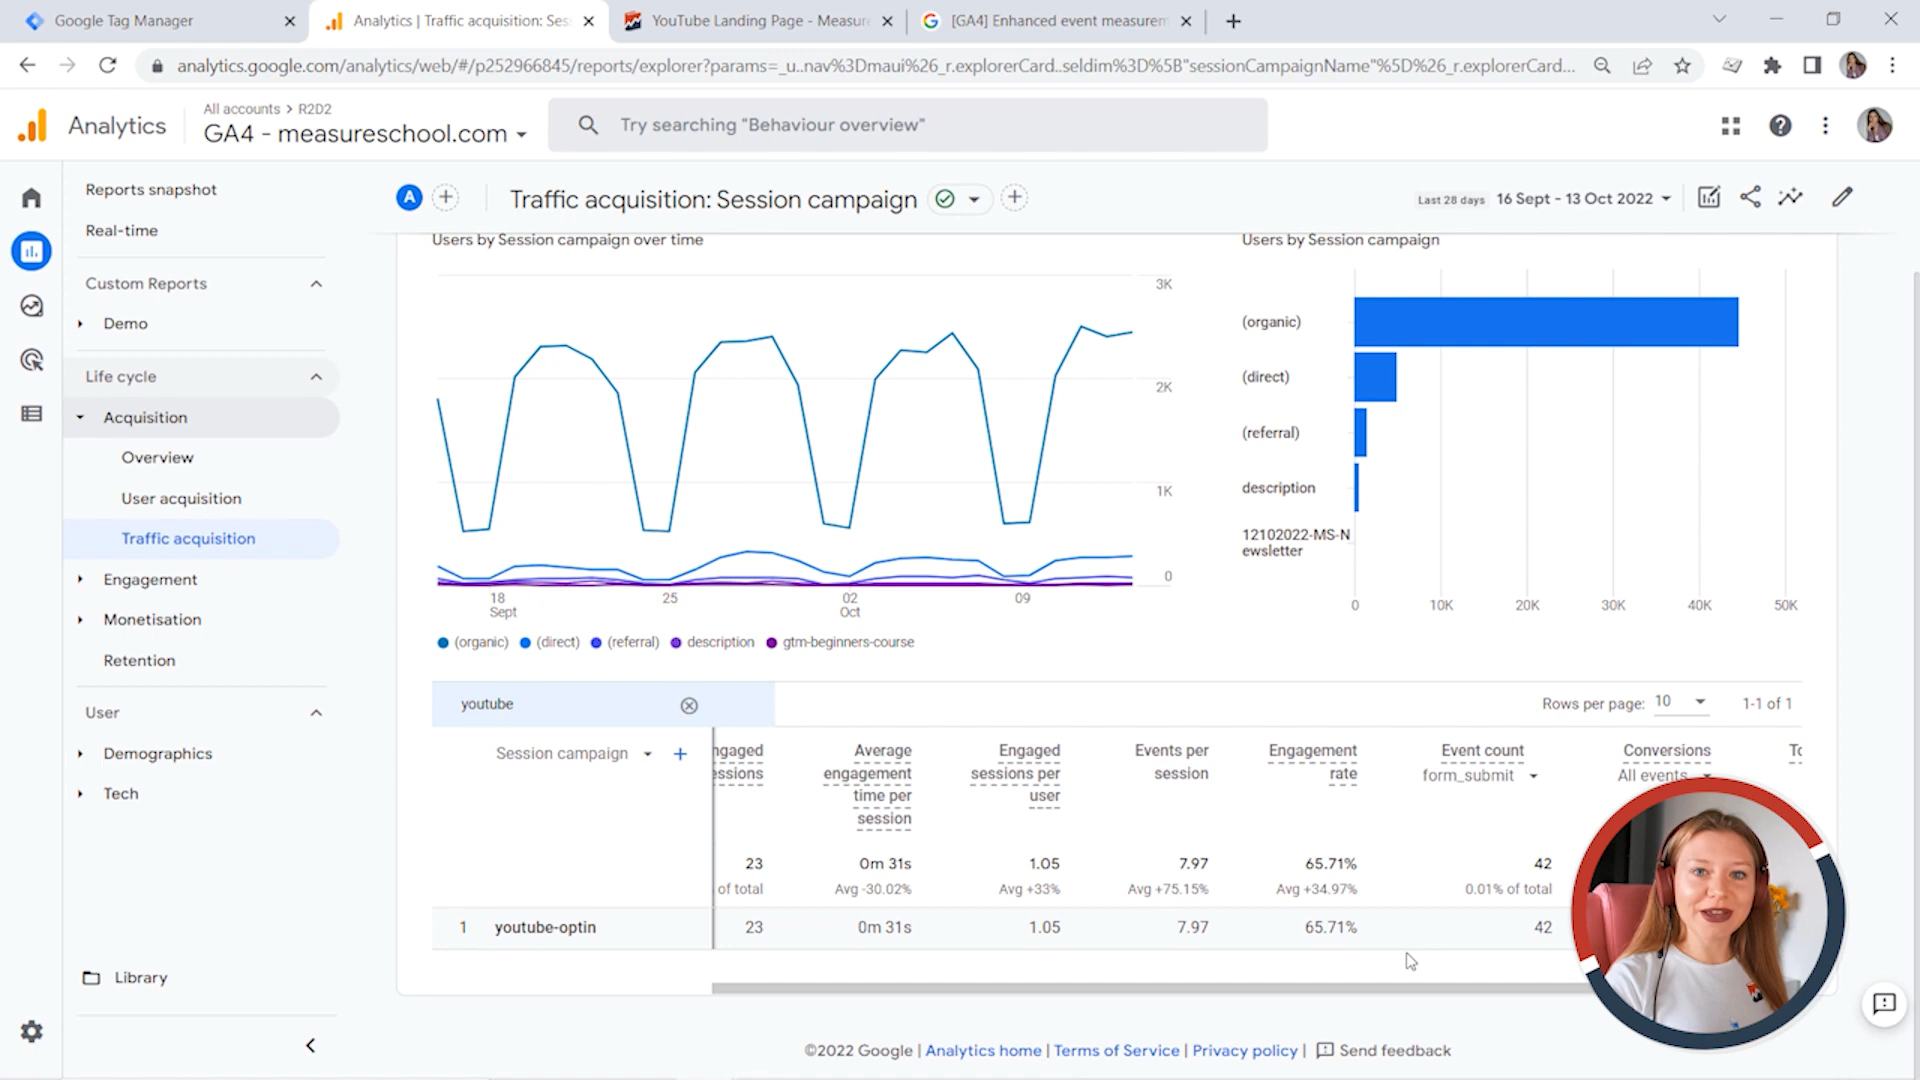 Google Tag Manager
Analytics | Traffic acquisition: Ses
YouTube Landing Page - Measure
[GA4] Enhanced event measurem
analytics.google.com/analytics/web/#/p252966845/reports/explorer?params=_u..nav%3Dmaui%26_r.explorerCard..seldim%3D%5B"sessionCampaignName"%5D%26_r.explorerCard...
Analytics
All accounts > R2D2
GA4 - measureschool.com
Try searching "Behaviour overview"
Reports snapshot
Real-time
Custom Reports
Demo
Life cycle
Acquisition
Overview
User acquisition
Traffic acquisition
Engagement
Monetisation
Retention
User
Demographics
Tech
Library
A
Traffic acquisition: Session campaign
Last 28 days 16 Sept - 13 Oct 2022
Users by Session campaign over time
3K
2K
1K
0
18
Sept
25
02
Oct
09
(organic) (direct) (referral) description gtm-beginners-course
Users by Session campaign
(organic)
(direct)
(referral)
description
12102022-MS-N
ewsletter
0 10K 20K 30K 40K 50K
youtube
Rows per page: 10 1-1 of 1
Session campaign
ngaged
essions
Average
engagement
time per
session
Engaged
sessions per
user
Events per
session
Engagement
rate
Event count
form_submit
Conversions
All events
To
23 0m 31s 1.05 7.97 65.71% 42
of total Avg -30.02% Avg +33% Avg +75.15% Avg +34.97% 0.01% of total
1 youtube-optin 23 0m 31s 1.05 7.97 65.71% 42
©2022 Google | Analytics home | Terms of Service | Privacy policy | Send feedback